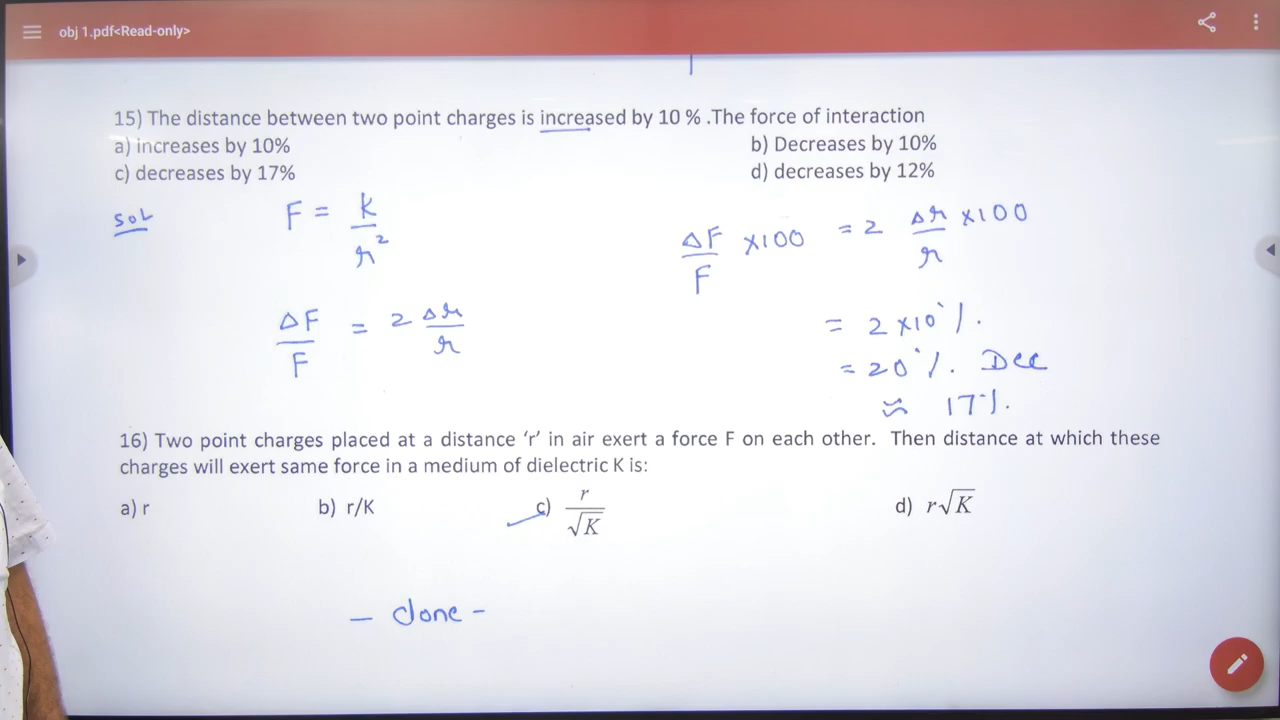 obj 1.pdf<Read-only>
15) The distance between two point charges is increased by 10 % .The force of interaction
a) increases by 10%
b) Decreases by 10%
c) decreases by 17%
d) decreases by 12%
Sol
F = k / r²
ΔF/F ×100 = 2 Δr/r ×100
ΔF/F = 2 Δr/r
= 2 ×10 %.
= 20 %. Dec
≈ 17%.
16) Two point charges placed at a distance ‘r’ in air exert a force F on each other. Then distance at which these
charges will exert same force in a medium of dielectric K is:
a) r b) r/K c) r/√K d) r√K
– done –